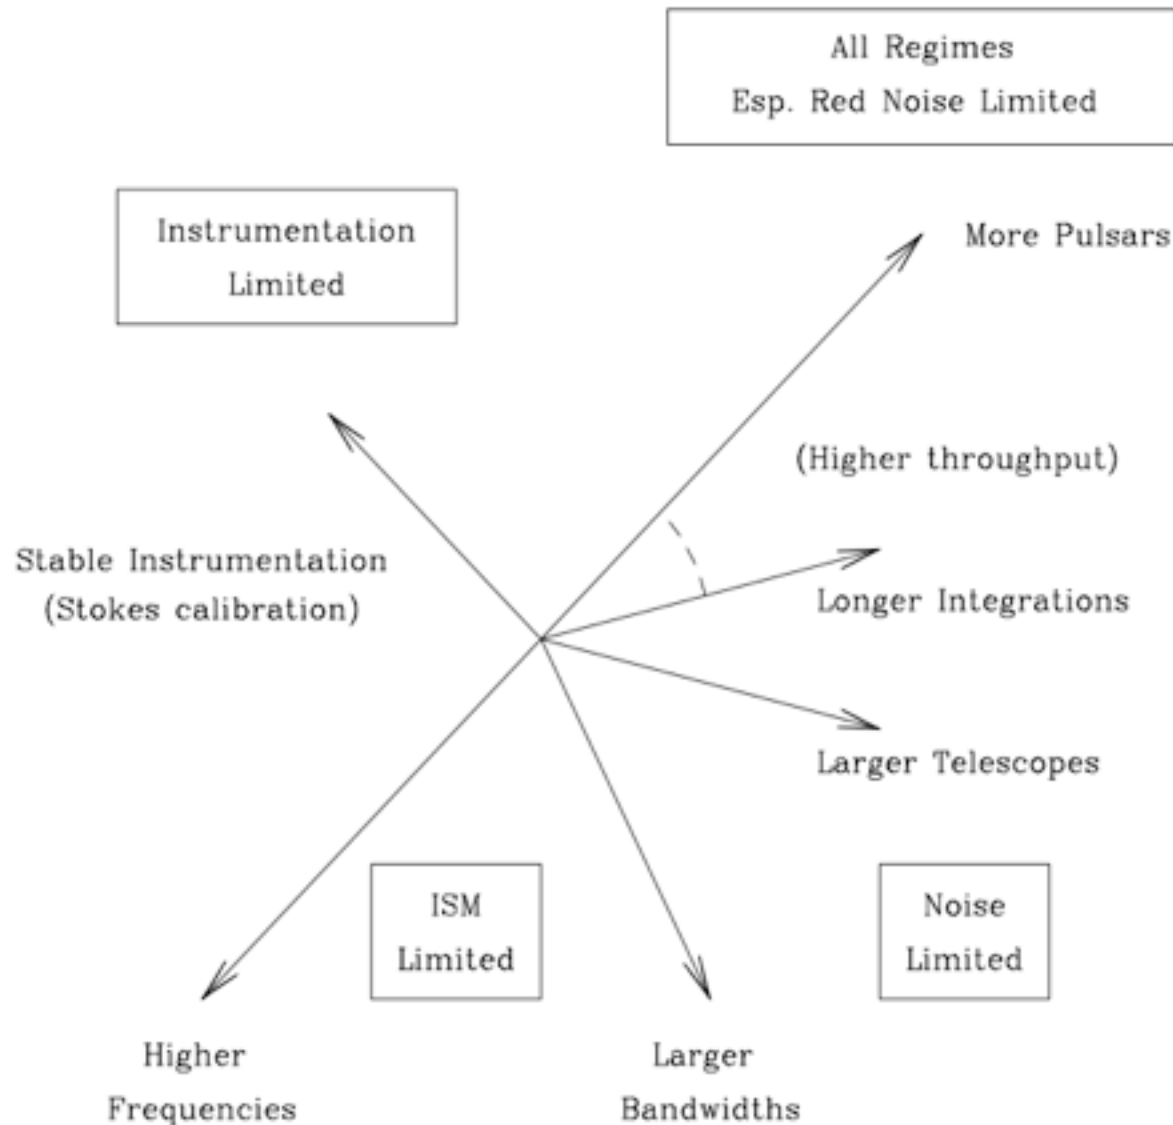 All Regimes
Esp. Red Noise Limited
Instrumentation
Limited
More Pulsars
(Higher throughput)
Stable Instrumentation
(Stokes calibration)
Longer Integrations
Larger Telescopes
ISM
Limited
Noise
Limited
Higher
Frequencies
Larger
Bandwidths